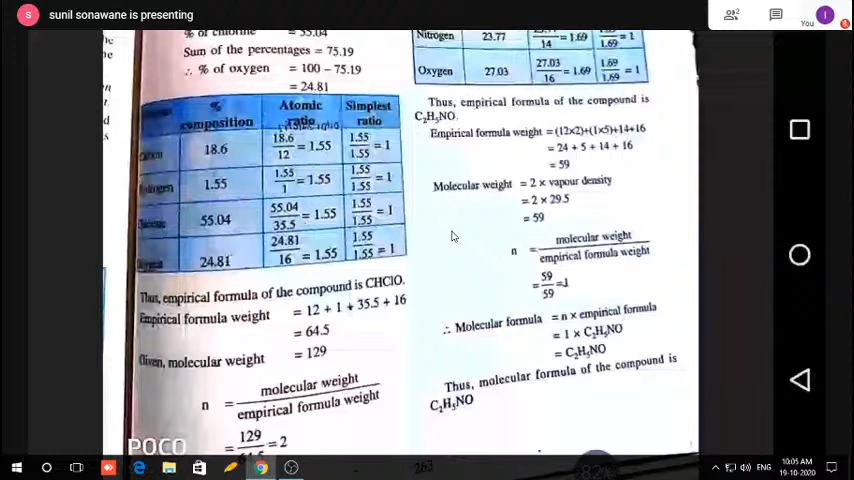 sunil sonawane is presenting
2
You
I
S
% of chlorine = 55.04
Sum of the percentages = 75.19
∴ % of oxygen = 100 – 75.19
= 24.81
% composition Atomic ratio Simplest ratio
18.6 18.6/12 = 1.55 1.55/1.55 = 1
1.55 1.55/1 = 1.55 1.55/1.55 = 1
55.04 55.04/35.5 = 1.55 1.55/1.55 = 1
24.81 24.81/16 = 1.55 1.55/1.55 = 1
Thus, empirical formula of the compound is CHClO.
Empirical formula weight = 12 + 1 + 35.5 + 16
= 64.5
Given, molecular weight = 129
n = molecular weight/empirical formula weight
= 129/64.5 = 2
Nitrogen 23.77 /14 = 1.69 /1.69 = 1
Oxygen 27.03 27.03/16 = 1.69 1.69/1.69 = 1
Thus, empirical formula of the compound is
C₂H₅NO.
Empirical formula weight = (12×2)+(1×5)+14+16
= 24 + 5 + 14 + 16
= 59
Molecular weight = 2 × vapour density
= 2 × 29.5
= 59
n = molecular weight/empirical formula weight
= 59/59 = 1
∴ Molecular formula = n × empirical formula
= 1 × C₂H₅NO
= C₂H₅NO
Thus, molecular formula of the compound is
C₂H₅NO
263
POCO
ENG
10:05 AM
19-10-2020